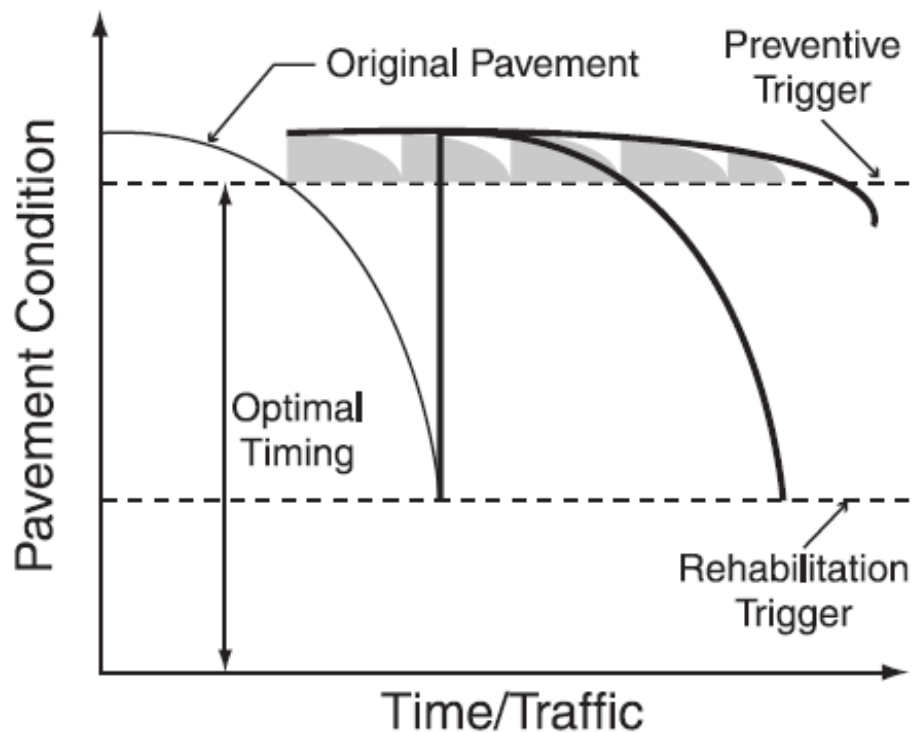 Original Pavement
Preventive
Trigger
Pavement Condition
Optimal
Timing
Rehabilitation
Trigger
Time/Traffic